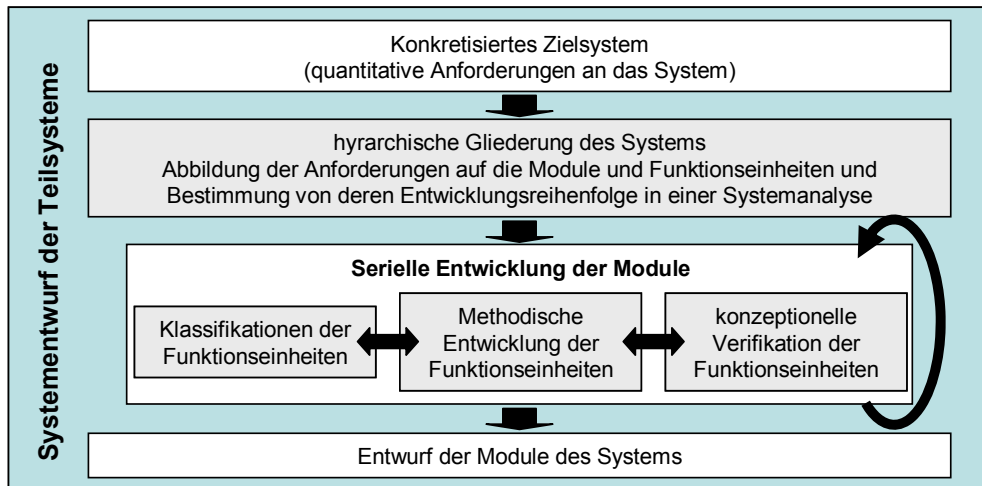 Systementwurf der Teilsysteme
Konkretisiertes Zielsystem
(quantitative Anforderungen an das System)
hyrarchische Gliederung des Systems
Abbildung der Anforderungen auf die Module und Funktionseinheiten und
Bestimmung von deren Entwicklungsreihenfolge in einer Systemanalyse
Serielle Entwicklung der Module
Klassifikationen der
Funktionseinheiten
Methodische
Entwicklung der
Funktionseinheiten
konzeptionelle
Verifikation der
Funktionseinheiten
Entwurf der Module des Systems